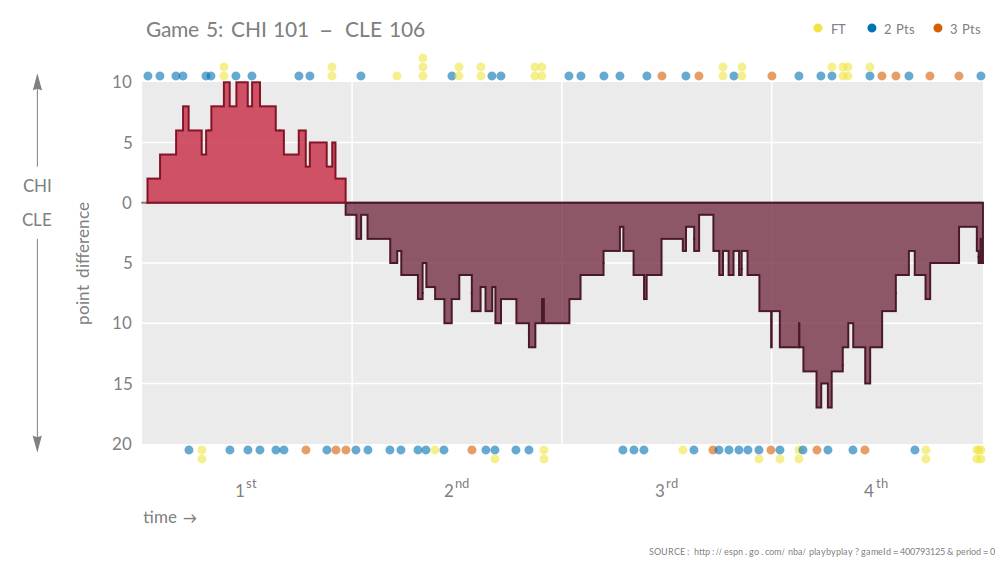 Game 5: CHI 101 – CLE 106
FT 2 Pts 3 Pts
10
5
0
5
10
15
20
CHI
CLE
point difference
1st 2nd 3rd 4th
time →
SOURCE : http :// espn . go . com/ nba/ playbyplay ? gameId = 400793125 & period = 0